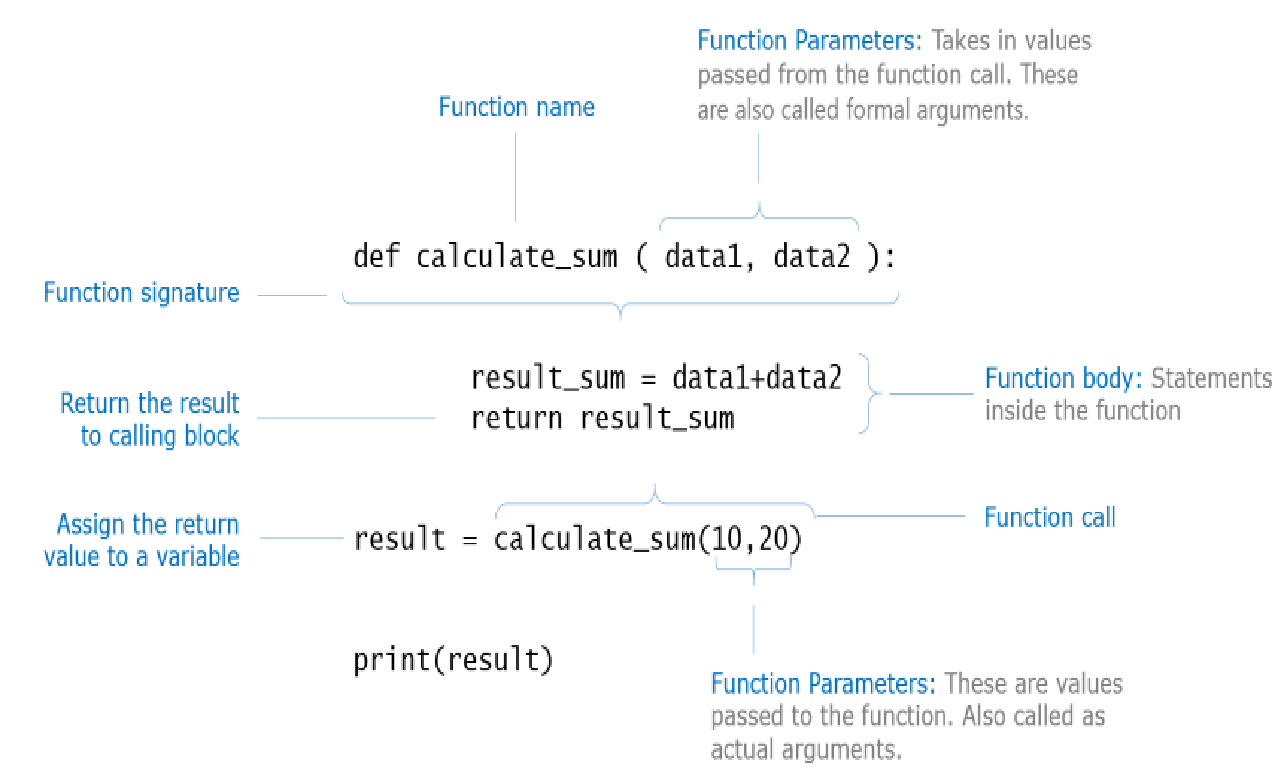 Function Parameters: Takes in values
passed from the function call. These
are also called formal arguments.
Function name
def calculate_sum ( data1, data2 ):
Function signature
result_sum = data1+data2
return result_sum
Function body: Statements
inside the function
Return the result
to calling block
Assign the return
value to a variable
result = calculate_sum(10,20)
Function call
print(result)
Function Parameters: These are values
passed to the function. Also called as
actual arguments.